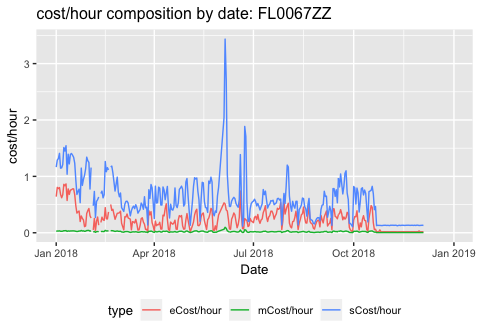 cost/hour composition by date: FL0067ZZ
cost/hour
3
2
1
0
Jan 2018 Apr 2018 Jul 2018 Oct 2018 Jan 2019
Date
type eCost/hour mCost/hour sCost/hour